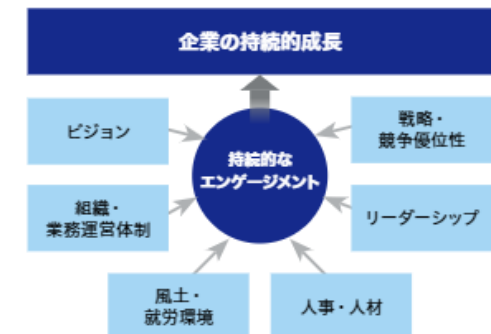 企業の持続的成長
ビジョン
戦略・
競争優位性
持続的な
エンゲージメント
組織・
業務運営体制
リーダーシップ
風土・
就労環境
人事・人材